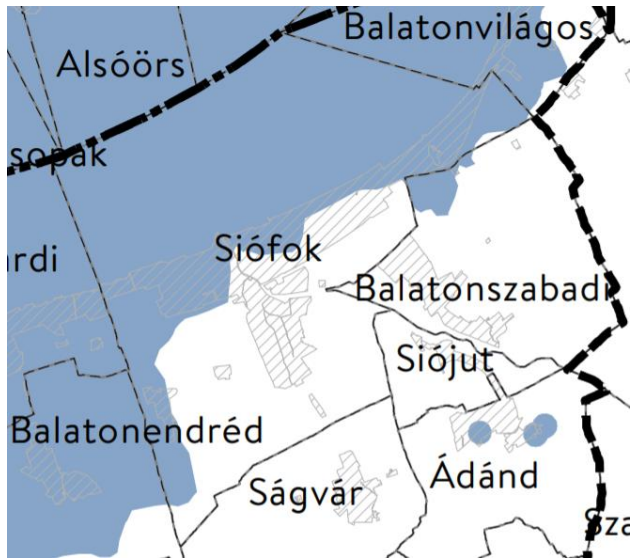 Balatonvilágos
Alsóörs
sopak
Siófok
rdi
Balatonszabadi
Siójut
Balatonendréd
Ságvár
Ádánd
Sza